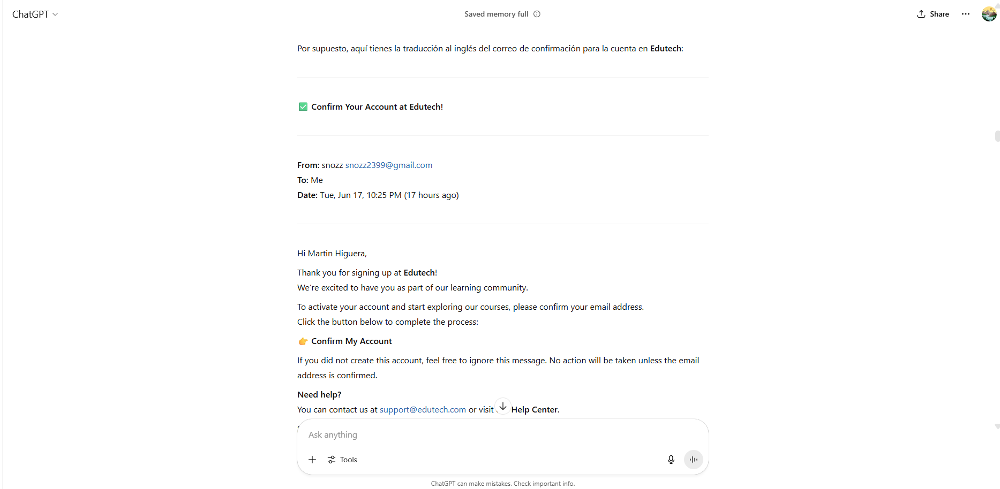 ChatGPT
Saved memory full
Share
Por supuesto, aquí tienes la traducción al inglés del correo de confirmación para la cuenta en Edutech:
✅ Confirm Your Account at Edutech!
From: snozz snozz2399@gmail.com
To: Me
Date: Tue, Jun 17, 10:25 PM (17 hours ago)
Hi Martin Higuera,
Thank you for signing up at Edutech!
We’re excited to have you as part of our learning community.
To activate your account and start exploring our courses, please confirm your email address.
Click the button below to complete the process:
👉 Confirm My Account
If you did not create this account, feel free to ignore this message. No action will be taken unless the email
address is confirmed.
Need help?
You can contact us at support@edutech.com or visit Help Center.
Ask anything
Tools
ChatGPT can make mistakes. Check important info.